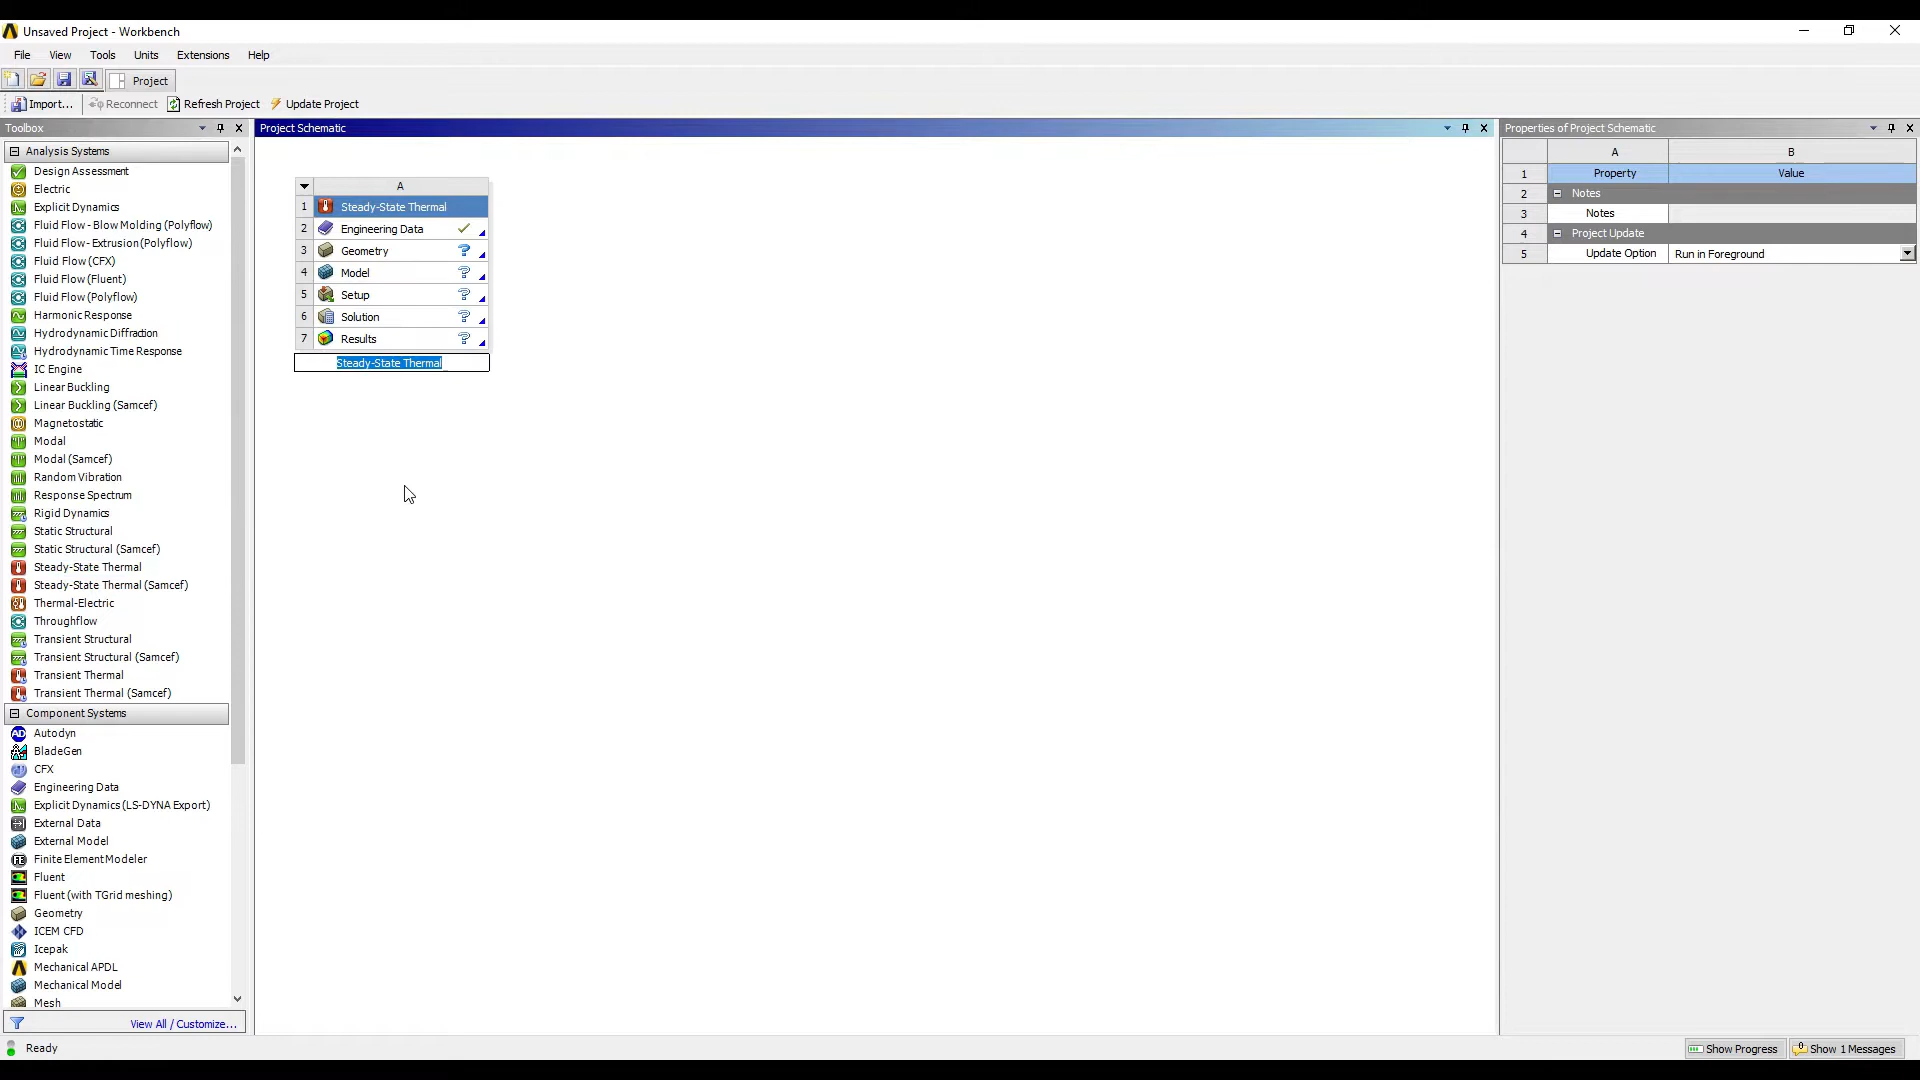 Unsaved Project - Workbench
File View Tools Units Extensions Help
Project
Import... Reconnect Refresh Project Update Project
Toolbox
Analysis Systems
Design Assessment
Electric
Explicit Dynamics
Fluid Flow - Blow Molding (Polyflow)
Fluid Flow- Extrusion (Polyflow)
Fluid Flow (CFX)
Fluid Flow (Fluent)
Fluid Flow (Polyflow)
Harmonic Response
Hydrodynamic Diffraction
Hydrodynamic Time Response
IC Engine
Linear Buckling
Linear Buckling (Samcef)
Magnetostatic
Modal
Modal (Samcef)
Random Vibration
Response Spectrum
Rigid Dynamics
Static Structural
Static Structural (Samcef)
Steady-State Thermal
Steady-State Thermal (Samcef)
Thermal-Electric
Throughflow
Transient Structural
Transient Structural (Samcef)
Transient Thermal
Transient Thermal (Samcef)
Component Systems
Autodyn
BladeGen
CFX
Engineering Data
Explicit Dynamics (LS-DYNA Export)
External Data
External Model
Finite Element Modeler
Fluent
Fluent (with TGrid meshing)
Geometry
ICEM CFD
Icepak
Mechanical APDL
Mechanical Model
Mesh
View All / Customize...
Project Schematic
A
1 Steady-State Thermal
2 Engineering Data
3 Geometry
4 Model
5 Setup
6 Solution
7 Results
Steady-State Thermal
Properties of Project Schematic
A B
1 Property Value
2 Notes
3 Notes
4 Project Update
5 Update Option Run in Foreground
Ready
Show Progress Show 1 Messages